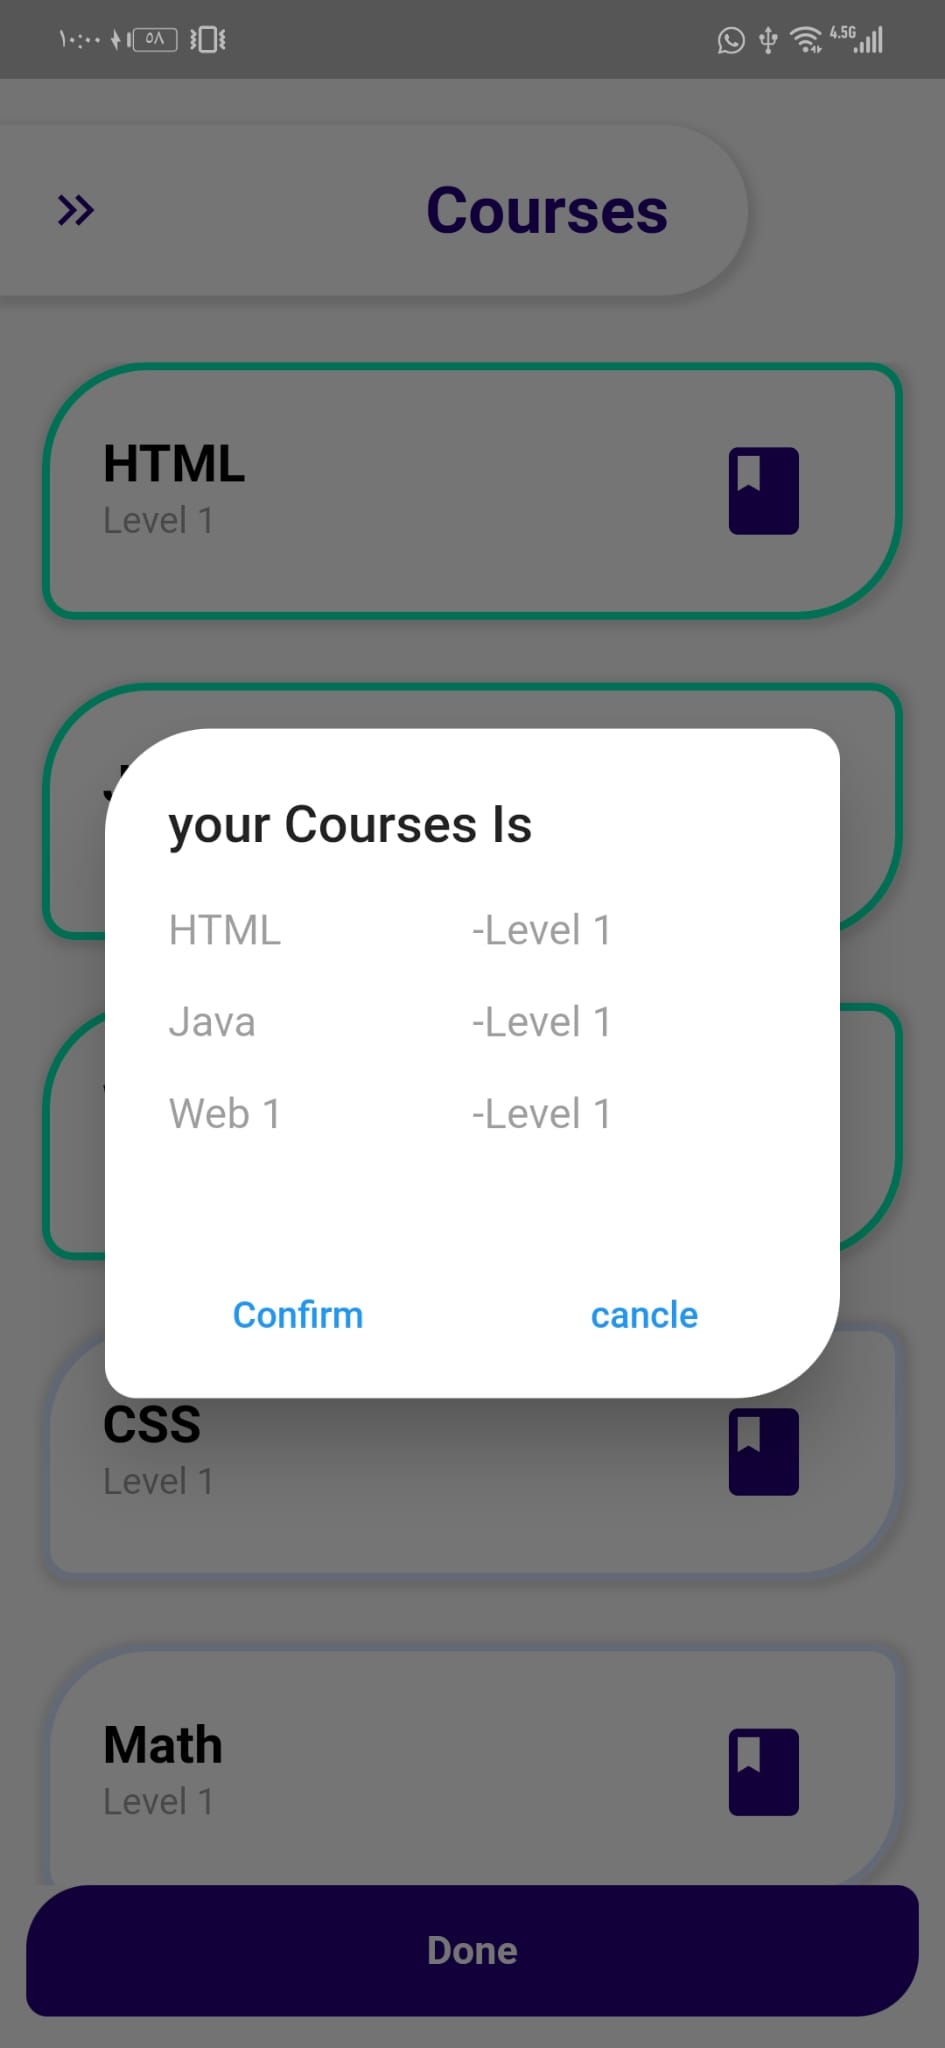 ١٠:٠٠ ٥٨ 4.5G
Courses
HTML
Level 1
your Courses Is
HTML -Level 1
Java -Level 1
Web 1 -Level 1
Confirm cancle
CSS
Level 1
Math
Level 1
Done